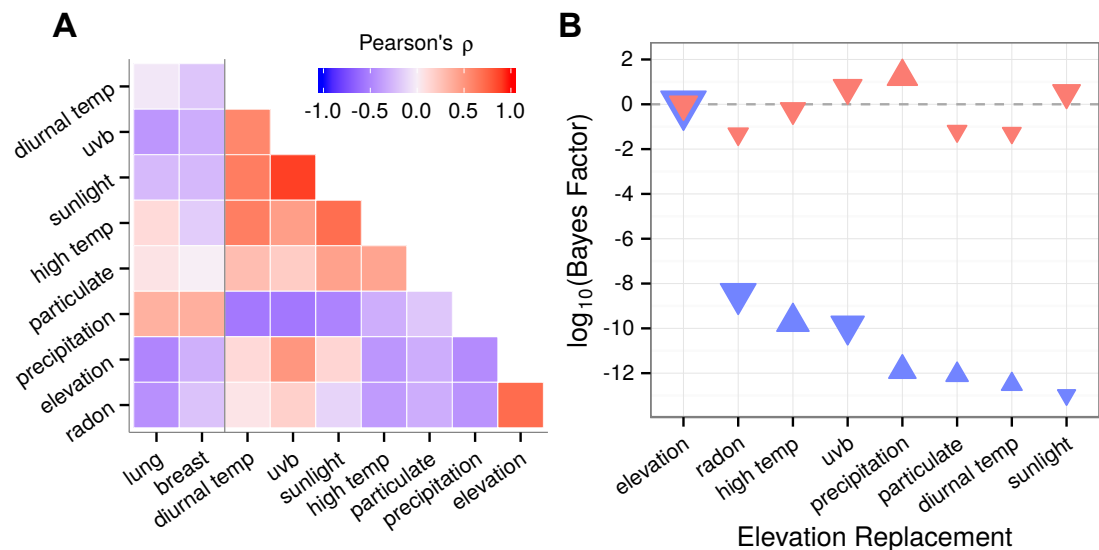 A
Pearson's ρ
-1.0 -0.5 0.0 0.5 1.0
diurnal temp
uvb
sunlight
high temp
particulate
precipitation
elevation
radon
lung
breast
diurnal temp
uvb
sunlight
high temp
particulate
precipitation
elevation
B
log10(Bayes Factor)
2
0
-2
-4
-6
-8
-10
-12
elevation
radon
high temp
uvb
precipitation
particulate
diurnal temp
sunlight
Elevation Replacement